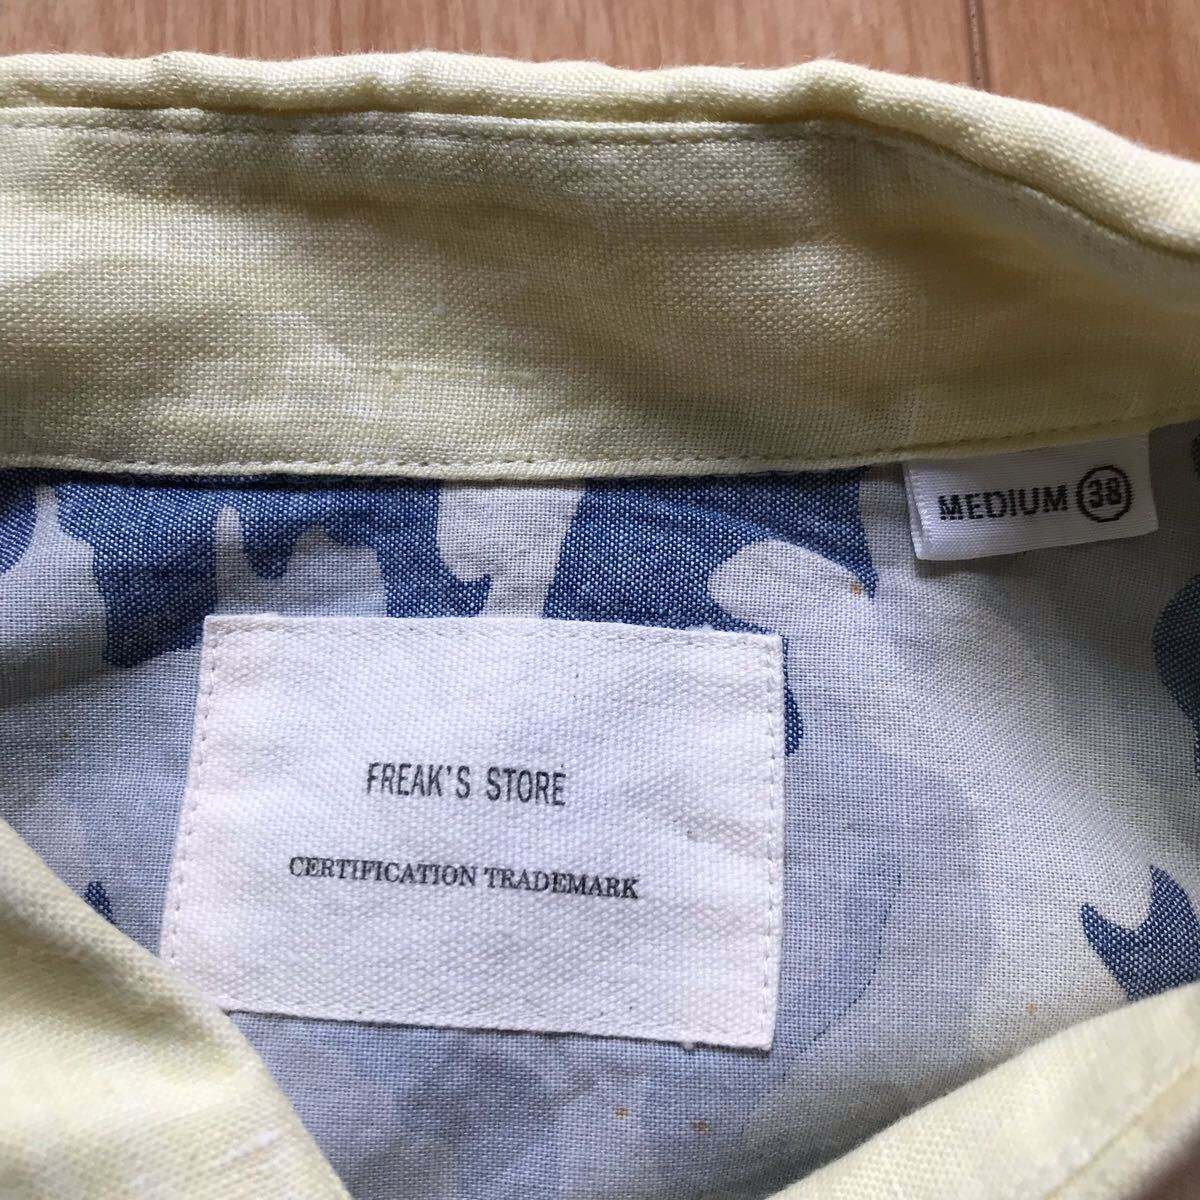 MEDIUM 38
FREAK'S STORE
CERTIFICATION TRADEMARK